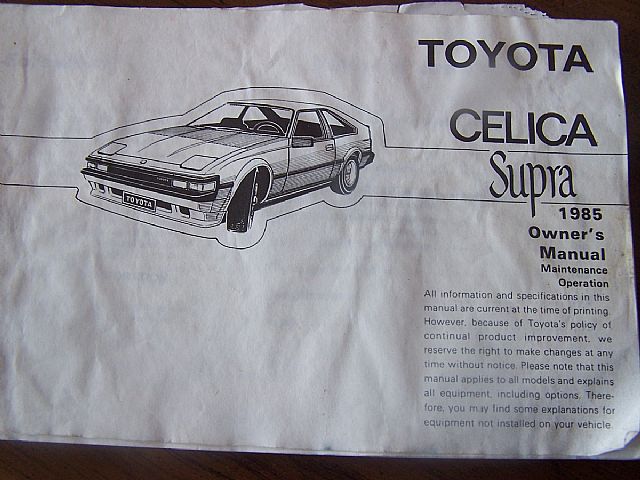 TOYOTA
CELICA
Supra
1985
Owner's
Manual
Maintenance
Operation
All information and specifications in this
manual are current at the time of printing.
However, because of Toyota's policy of
continual product improvement, we
reserve the right to make changes at any
time without notice. Please note that this
manual applies to all models and explains
all equipment, including options. There-
fore, you may find some explanations for
equipment not installed on your vehicle.
TOYOTA